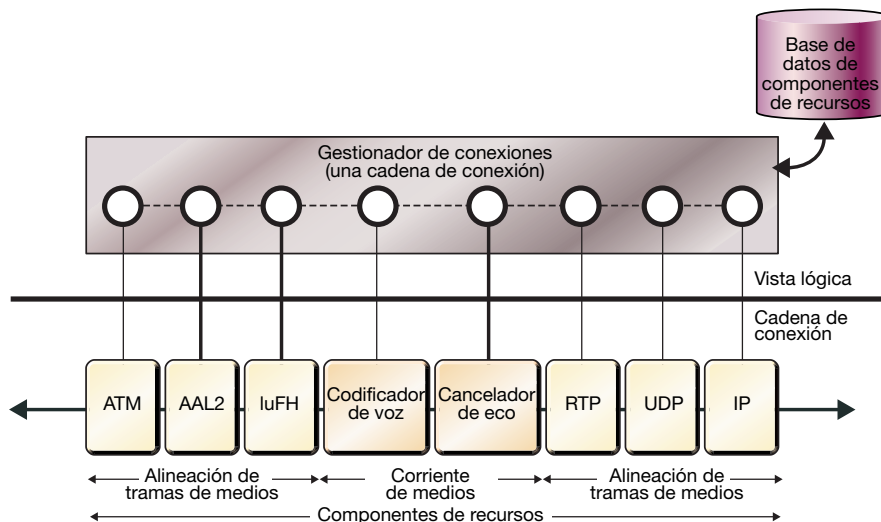 Base de
datos de
componentes
de recursos
Gestionador de conexiones
(una cadena de conexión)
Vista lógica
Cadena de
conexión
ATM
AAL2
IuFH
Codificador
de voz
Cancelador
de eco
RTP
UDP
IP
Alineación de
tramas de medios
Corriente
de medios
Alineación de
tramas de medios
Componentes de recursos